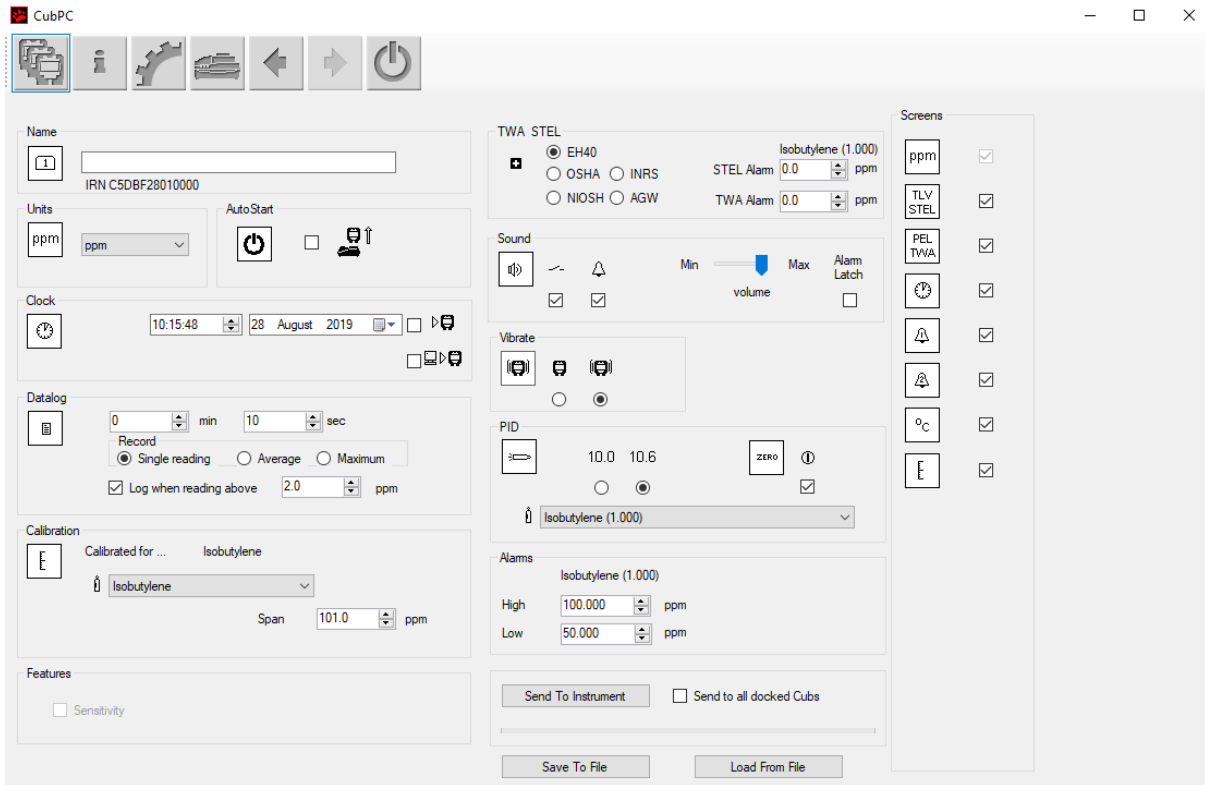 CubPC
i
Name
1
IRN C5DBF28010000
Units
ppm
ppm
AutoStart
Clock
10:15:48 28 August 2019
Datalog
0 min 10 sec
Record
Single reading Average Maximum
Log when reading above 2.0 ppm
Calibration
Calibrated for ... Isobutylene
Isobutylene
Span 101.0 ppm
Features
Sensitivity
TWA STEL
EH40
OSHA INRS
NIOSH AGW
Isobutylene (1.000)
STEL Alarm 0.0 ppm
TWA Alarm 0.0 ppm
Sound
Min Max
volume
Alarm
Latch
Vibrate
PID
10.0 10.6
ZERO
Isobutylene (1.000)
Alarms
Isobutylene (1.000)
High 100.000 ppm
Low 50.000 ppm
Send To Instrument Send to all docked Cubs
Save To File Load From File
Screens
ppm
TLV
STEL
PEL
TWA
1
2
°C